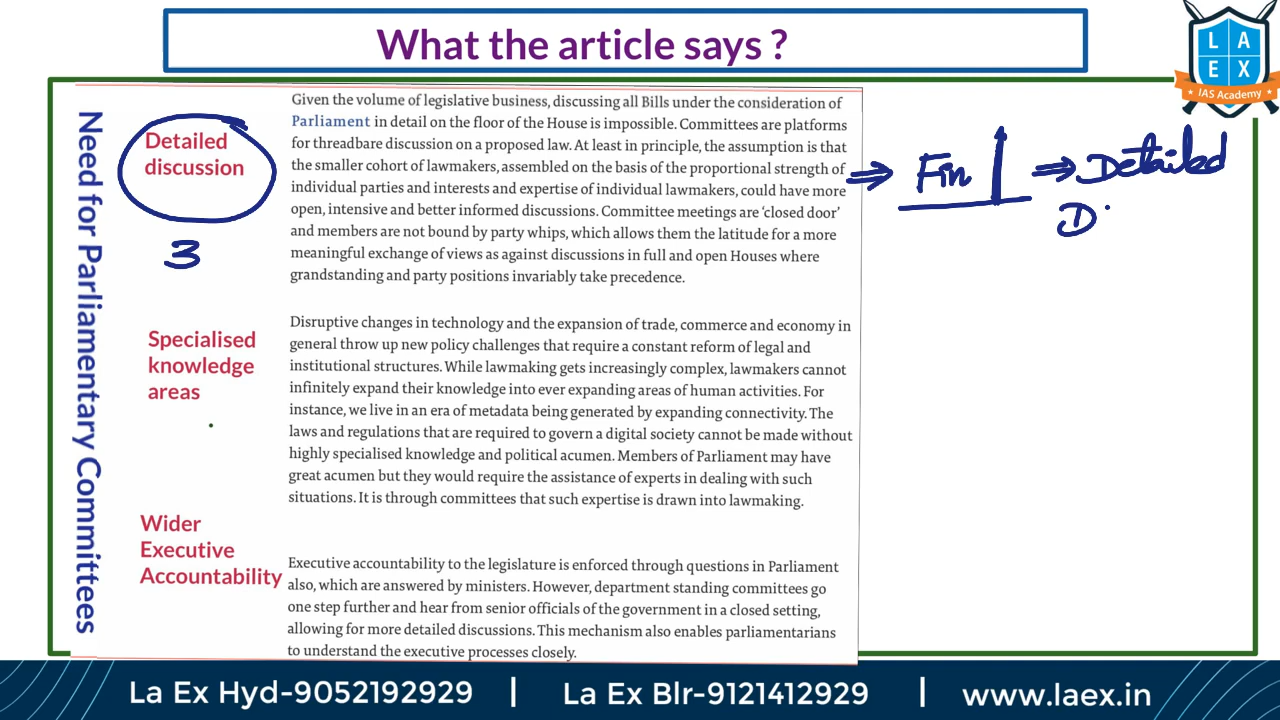 What the article says ?
L A
E X
IAS Academy
Need for Parliamentary Committees
Detailed
discussion
3
Given the volume of legislative business, discussing all Bills under the consideration of
Parliament in detail on the floor of the House is impossible. Committees are platforms
for threadbare discussion on a proposed law. At least in principle, the assumption is that
the smaller cohort of lawmakers, assembled on the basis of the proportional strength of
individual parties and interests and expertise of individual lawmakers, could have more
open, intensive and better informed discussions. Committee meetings are ‘closed door’
and members are not bound by party whips, which allows them the latitude for a more
meaningful exchange of views as against discussions in full and open Houses where
grandstanding and party positions invariably take precedence.
⇒ Fin ⇒ Detailed
D
Specialised
knowledge
areas
Disruptive changes in technology and the expansion of trade, commerce and economy in
general throw up new policy challenges that require a constant reform of legal and
institutional structures. While lawmaking gets increasingly complex, lawmakers cannot
infinitely expand their knowledge into ever expanding areas of human activities. For
instance, we live in an era of metadata being generated by expanding connectivity. The
laws and regulations that are required to govern a digital society cannot be made without
highly specialised knowledge and political acumen. Members of Parliament may have
great acumen but they would require the assistance of experts in dealing with such
situations. It is through committees that such expertise is drawn into lawmaking.
Wider
Executive
Accountability
Executive accountability to the legislature is enforced through questions in Parliament
also, which are answered by ministers. However, department standing committees go
one step further and hear from senior officials of the government in a closed setting,
allowing for more detailed discussions. This mechanism also enables parliamentarians
to understand the executive processes closely.
La Ex Hyd-9052192929 | La Ex Blr-9121412929 | www.laex.in